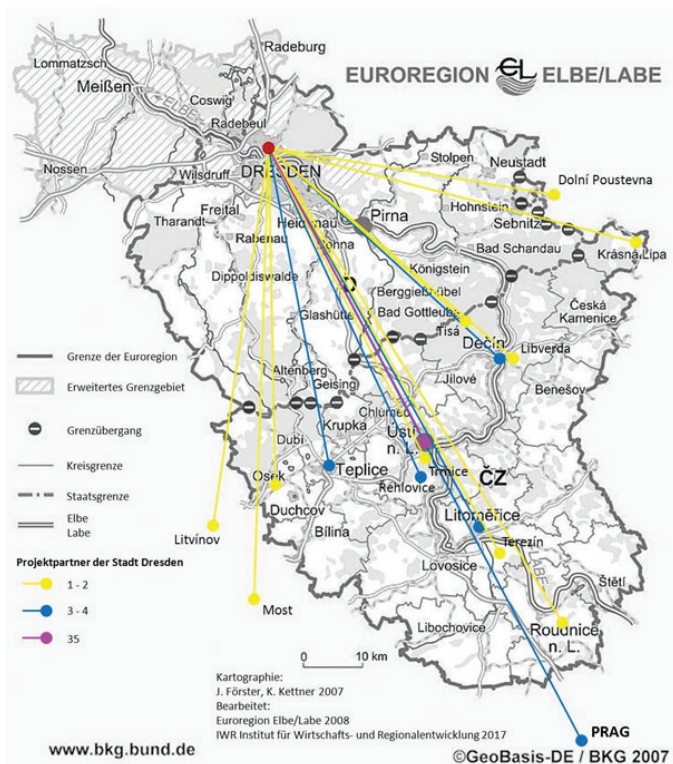 Radeburg
Lommatzsch
Meißen
ELBE
Coswig
Radebeul
EUROREGION EL ELBE/LABE
Nossen
Wilsdruff
DRESDEN
Stolpen
Neustadt
Dolní Poustevna
Hohnstein
Sebnitz
Freital
Tharandt
Heidenau
Pirna
Rabenau
Dohna
Bad Schandau
Krásná Lípa
Königstein
Dippoldiswalde
Berggießhübel
Glashütte
Bad Gottleuba
Česká
Kamenice
Tisá
Děčín
Libverda
Grenze der Euroregion
Altenberg
Geising
Jílové
Benešov
Erweitertes Grenzgebiet
Chlumec
Grenzübergang
Krupka
Ústí
n. L.
Dubí
Trmice
Kreisgrenze
Teplice
Řehlovice
ČZ
Osek
Staatsgrenze
Duchcov
Litoměřice
Elbe
Labe
Litvínov
Bílina
Terezín
Lovosice
ELBE
Štětí
Projektpartner der Stadt Dresden
1 - 2
3 - 4
35
Most
Libochovice
Roudnice
n. L.
0 10 km
Kartographie:
J. Förster, K. Kettner 2007
Bearbeitet:
Euroregion Elbe/Labe 2008
IWR Institut für Wirtschafts- und Regionalentwicklung 2017
PRAG
www.bkg.bund.de
©GeoBasis-DE / BKG 2007